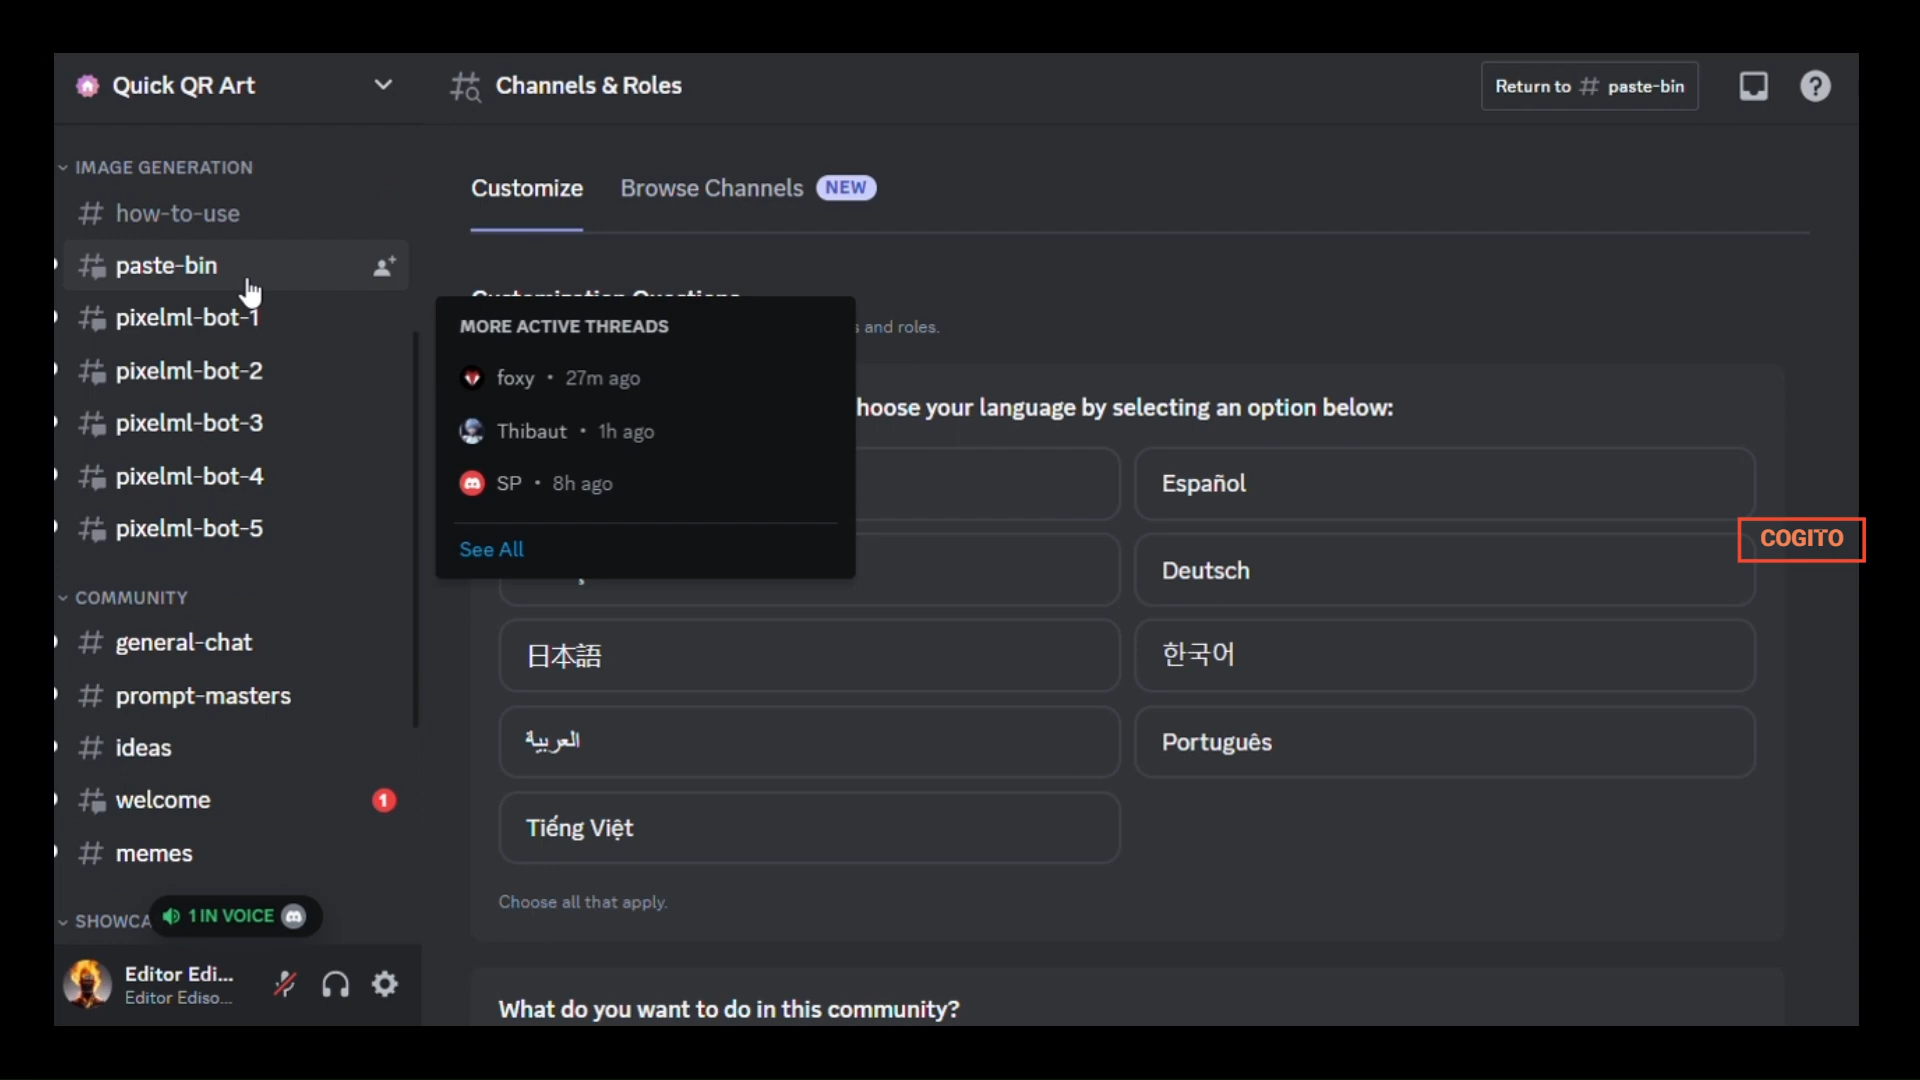 Quick QR Art
IMAGE GENERATION
how-to-use
paste-bin
pixelml-bot-1
pixelml-bot-2
pixelml-bot-3
pixelml-bot-4
pixelml-bot-5
COMMUNITY
general-chat
prompt-masters
ideas
welcome
1
memes
SHOWCA
1 IN VOICE
Editor Edi...
Editor Ediso...
Channels & Roles
Return to # paste-bin
Customize
Browse Channels NEW
Customization Questions
s and roles.
MORE ACTIVE THREADS
foxy • 27m ago
Thibaut • 1h ago
SP • 8h ago
See All
hoose your language by selecting an option below:
Español
Deutsch
日本語
한국어
العربية
Português
Tiếng Việt
Choose all that apply.
What do you want to do in this community?
COGITO